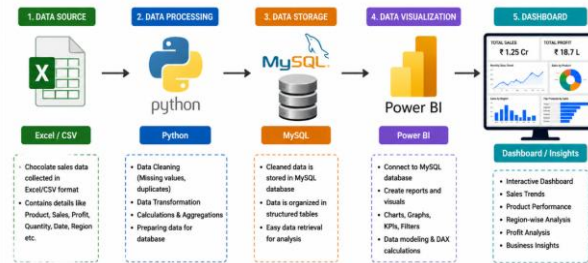 1. DATA SOURCE
2. DATA PROCESSING
3. DATA STORAGE
4. DATA VISUALIZATION
5. DASHBOARD
X
python
MySQL
Power BI
TOTAL SALES
₹ 1.25 Cr
TOTAL PROFIT
₹ 18.7 L
Excel / CSV
Python
MySQL
Power BI
Dashboard / Insights
Chocolate sales data
collected in
Excel/CSV format
• Contains details like
Product, Sales, Profit,
Quantity, Date, Region
etc.
• Data Cleaning
(Missing values,
duplicates)
• Data Transformation
• Calculations & Aggregations
• Preparing data for
database
• Cleaned data is
stored in MySQL
database
• Data is organized in
structured tables
• Easy data retrieval
for analysis
• Connect to MySQL
database
• Create reports and
visuals
• Charts, Graphs,
KPIs, Filters
• Data modeling & DAX
calculations
• Interactive Dashboard
• Sales Trends
• Product Performance
• Region-wise Analysis
• Profit Analysis
• Business Insights